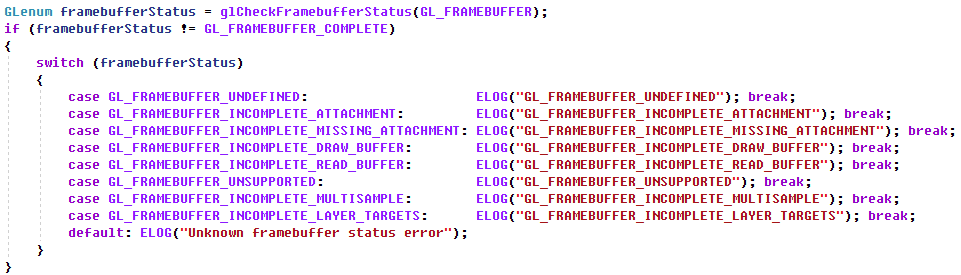 GLenum framebufferStatus = glCheckFramebufferStatus(GL_FRAMEBUFFER);
if (framebufferStatus != GL_FRAMEBUFFER_COMPLETE)
{
    switch (framebufferStatus)
    {
        case GL_FRAMEBUFFER_UNDEFINED:                     ELOG("GL_FRAMEBUFFER_UNDEFINED"); break;
        case GL_FRAMEBUFFER_INCOMPLETE_ATTACHMENT:         ELOG("GL_FRAMEBUFFER_INCOMPLETE_ATTACHMENT"); break;
        case GL_FRAMEBUFFER_INCOMPLETE_MISSING_ATTACHMENT: ELOG("GL_FRAMEBUFFER_INCOMPLETE_MISSING_ATTACHMENT"); break;
        case GL_FRAMEBUFFER_INCOMPLETE_DRAW_BUFFER:        ELOG("GL_FRAMEBUFFER_INCOMPLETE_DRAW_BUFFER"); break;
        case GL_FRAMEBUFFER_INCOMPLETE_READ_BUFFER:        ELOG("GL_FRAMEBUFFER_INCOMPLETE_READ_BUFFER"); break;
        case GL_FRAMEBUFFER_UNSUPPORTED:                   ELOG("GL_FRAMEBUFFER_UNSUPPORTED"); break;
        case GL_FRAMEBUFFER_INCOMPLETE_MULTISAMPLE:        ELOG("GL_FRAMEBUFFER_INCOMPLETE_MULTISAMPLE"); break;
        case GL_FRAMEBUFFER_INCOMPLETE_LAYER_TARGETS:      ELOG("GL_FRAMEBUFFER_INCOMPLETE_LAYER_TARGETS"); break;
        default: ELOG("Unknown framebuffer status error");
    }
}